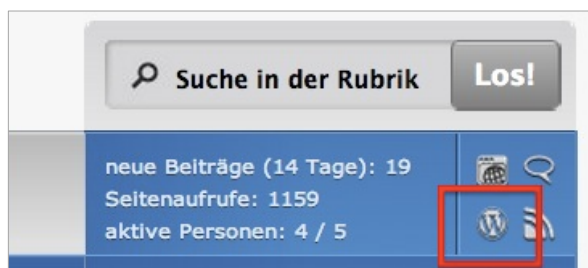 Suche in der Rubrik
Los!
neue Beiträge (14 Tage): 19
Seitenaufrufe: 1159
aktive Personen: 4 / 5